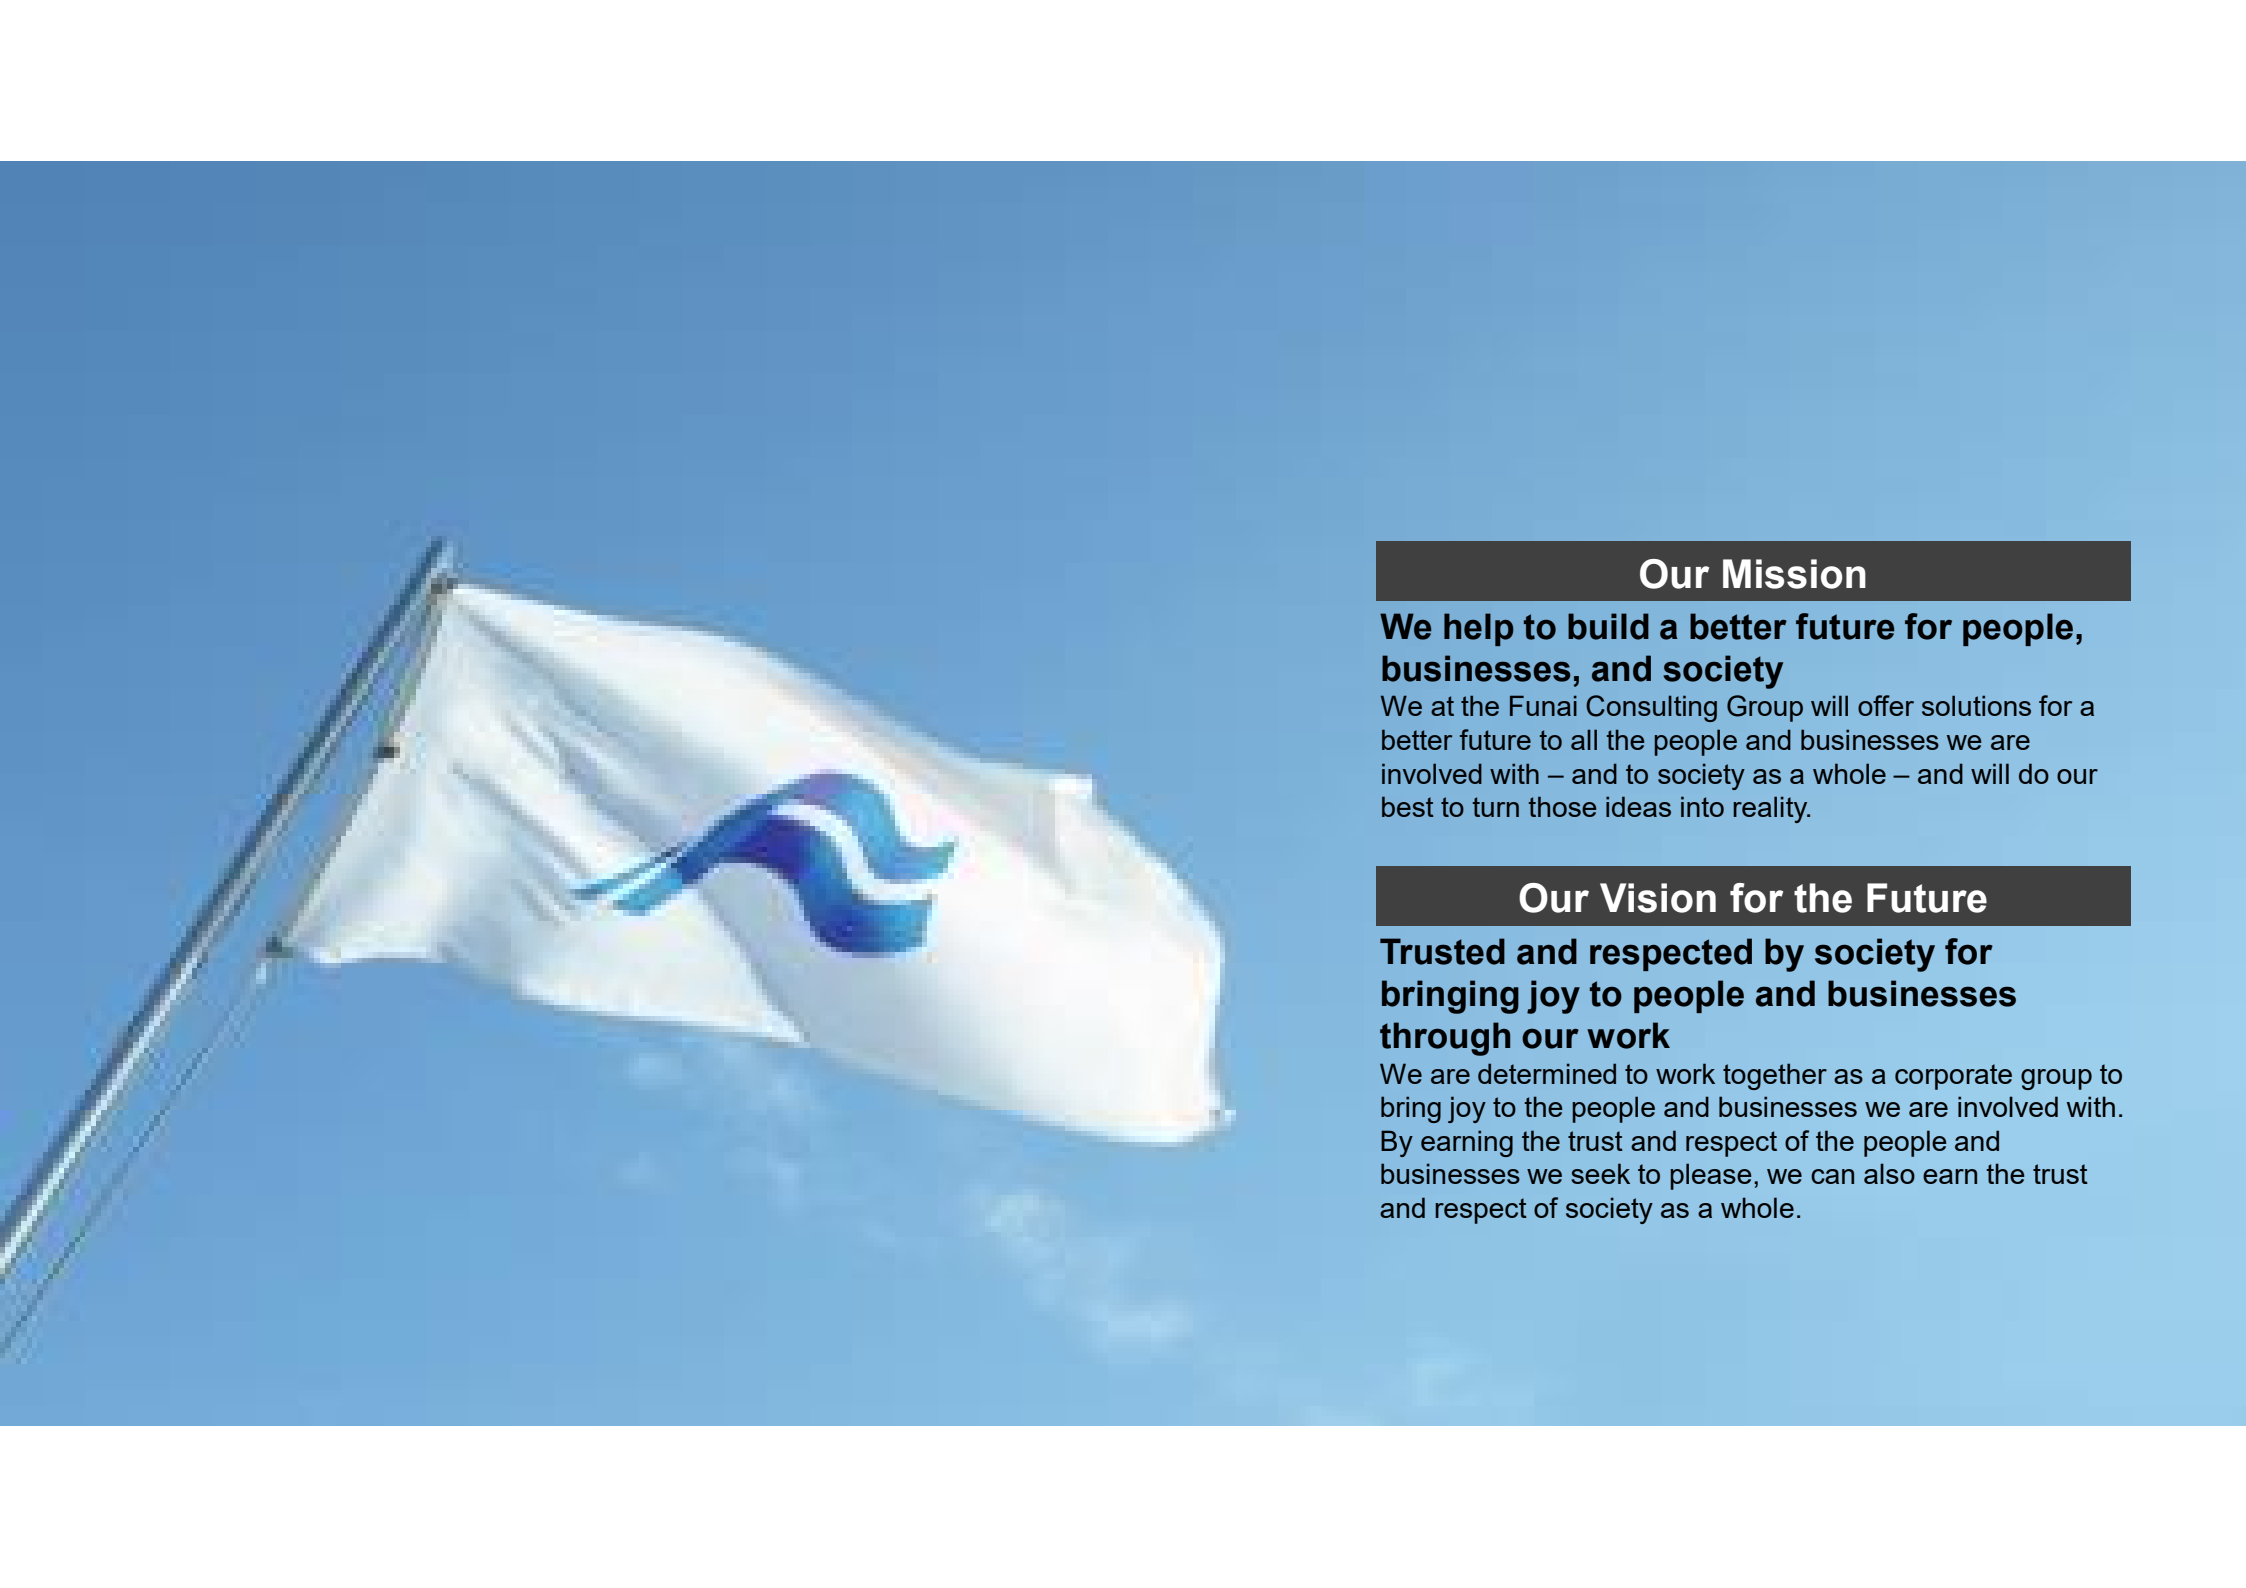 Our Mission
We help to build a better future for people,
businesses, and society
We at the Funai Consulting Group will offer solutions for a
better future to all the people and businesses we are
involved with – and to society as a whole – and will do our
best to turn those ideas into reality.
Our Vision for the Future
Trusted and respected by society for
bringing joy to people and businesses
through our work
We are determined to work together as a corporate group to
bring joy to the people and businesses we are involved with.
By earning the trust and respect of the people and
businesses we seek to please, we can also earn the trust
and respect of society as a whole.